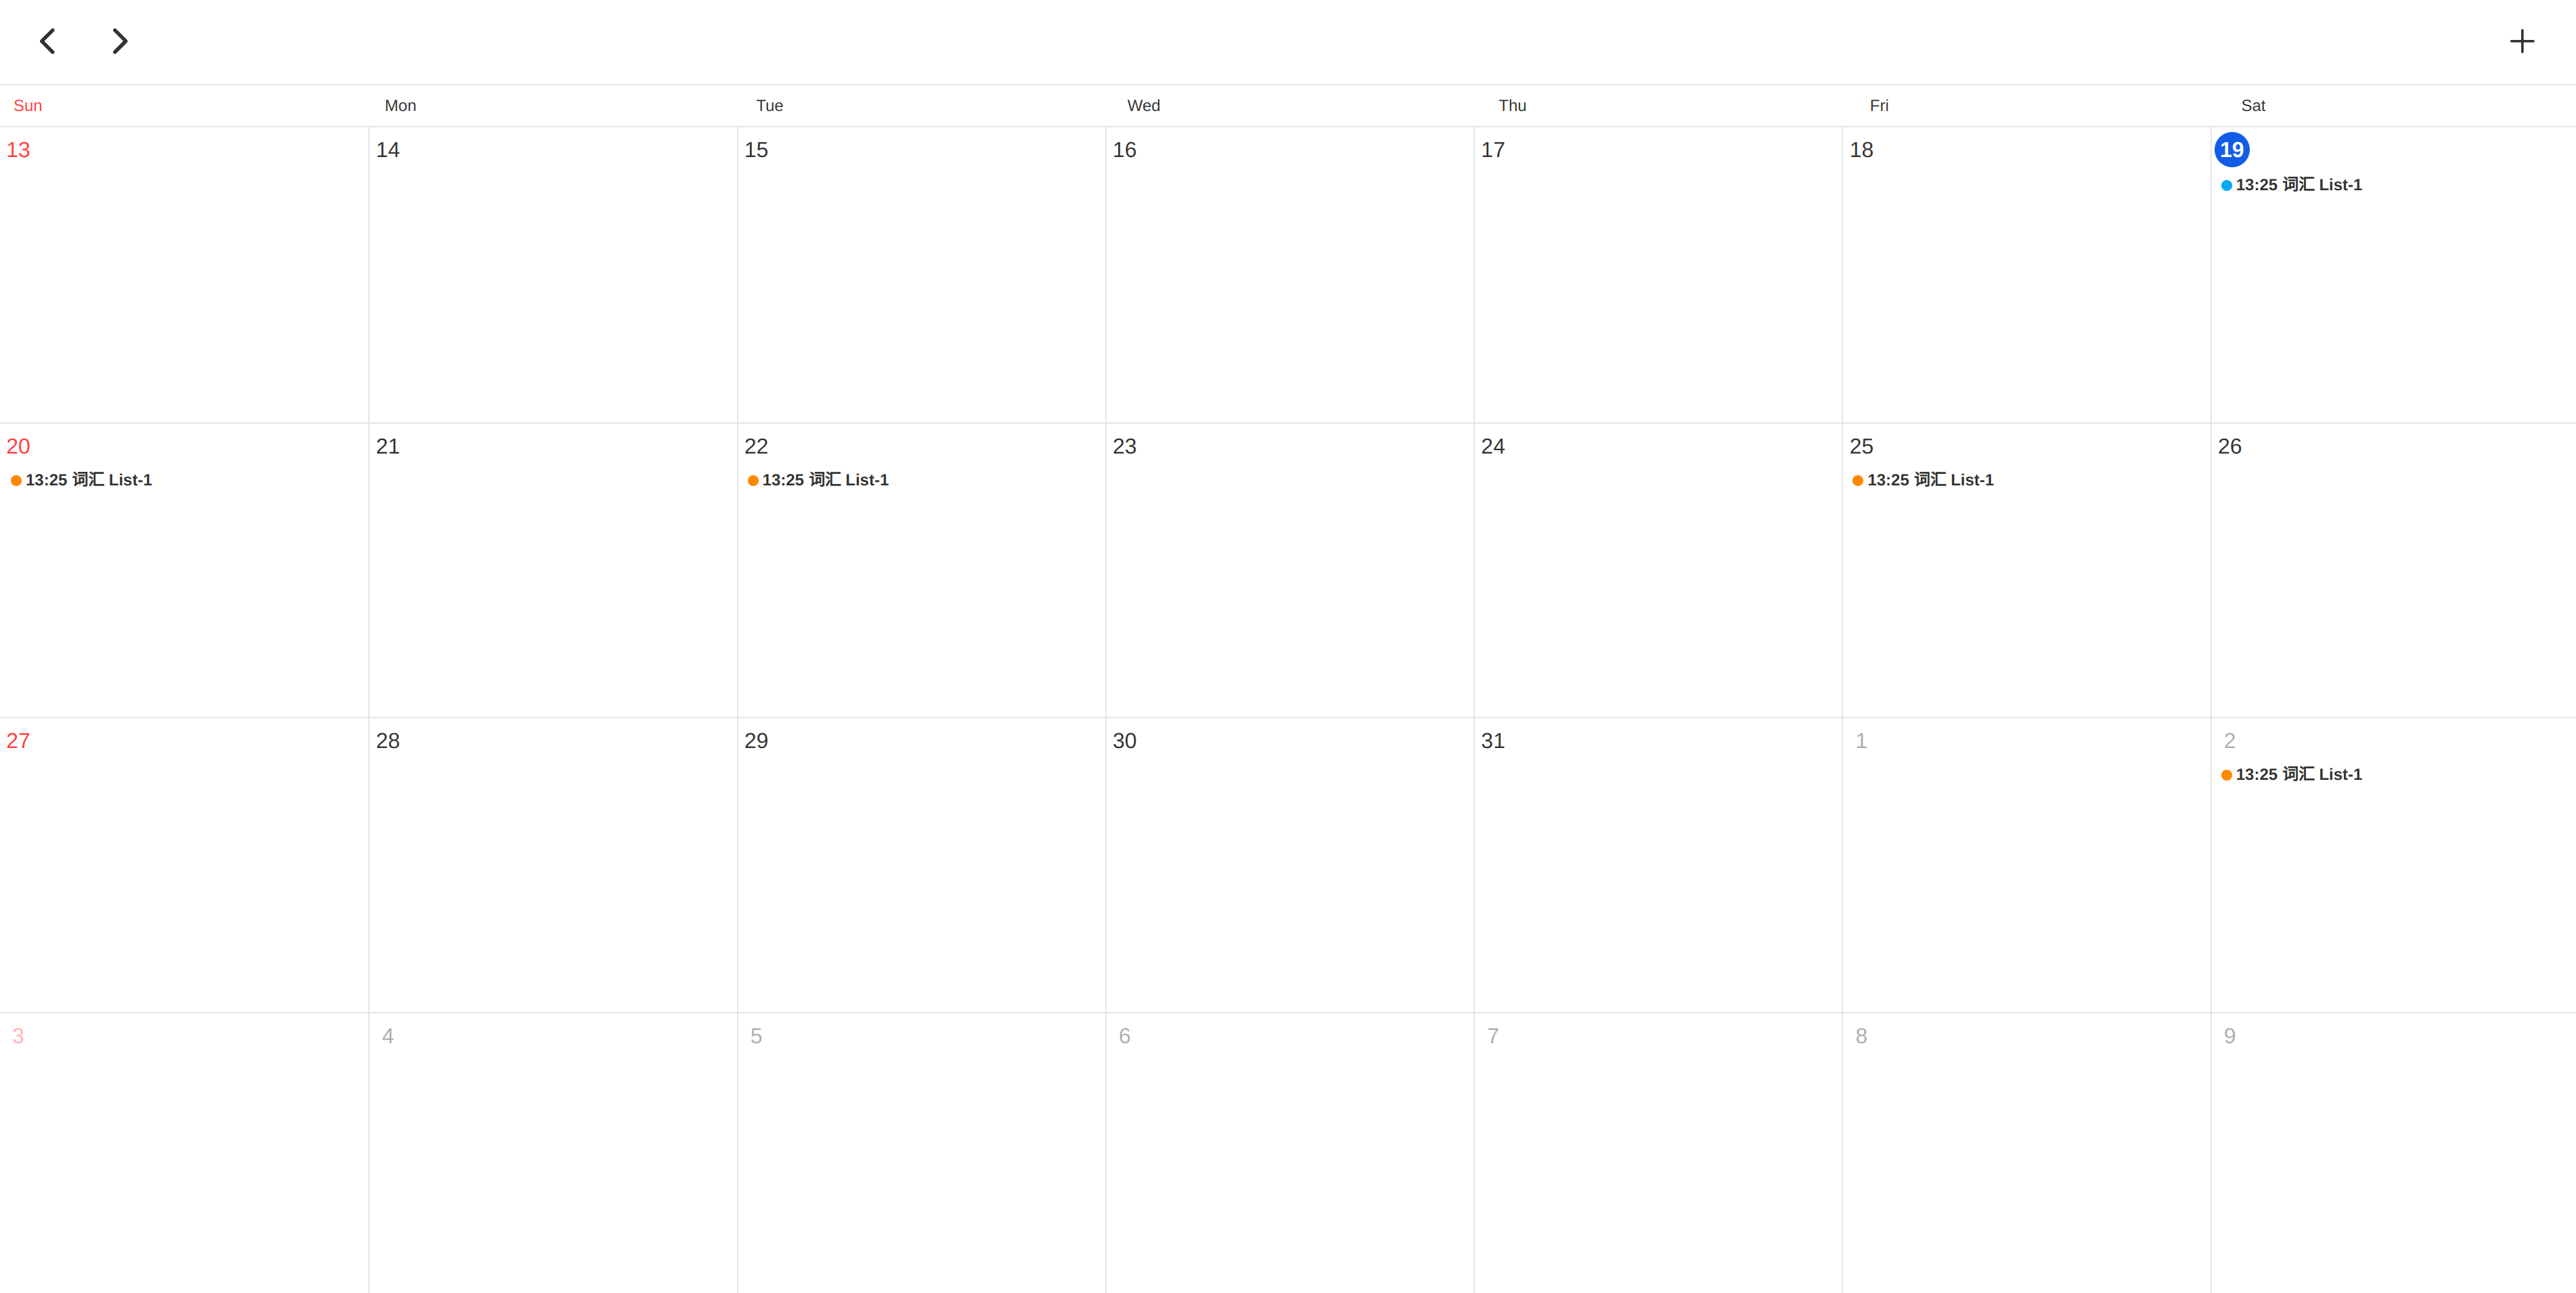 Sun Mon Tue Wed Thu Fri Sat
13 14 15 16 17 18 19
13:25 词汇 List-1
20 21 22 23 24 25 26
13:25 词汇 List-1 13:25 词汇 List-1 13:25 词汇 List-1
27 28 29 30 31 1 2
13:25 词汇 List-1
3 4 5 6 7 8 9